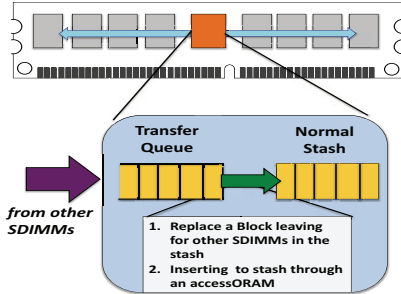 Transfer
Queue
Normal
Stash
from other
SDIMMs
1. Replace a Block leaving
for other SDIMMs in the
stash
2. Inserting to stash through
an accessORAM